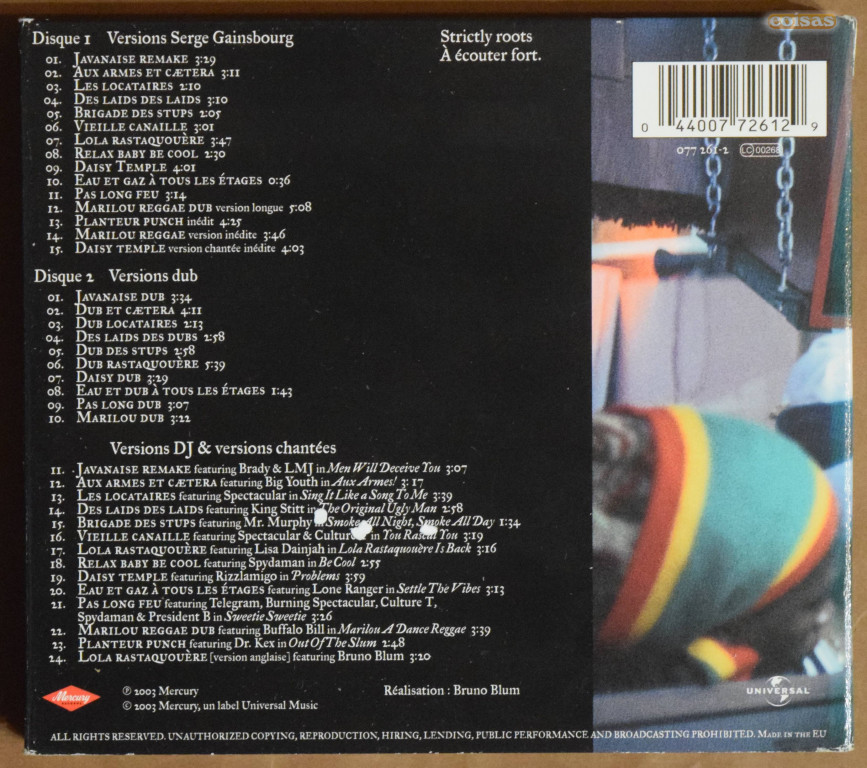 Disque 1 Versions Serge Gainsbourg
01. Javanaise remake 3:29
02. Aux armes et cætera 3:11
03. Les locataires 2:10
04. Des laids des laids 3:10
05. Brigade des stups 2:05
06. Vieille canaille 3:01
07. Lola rastaquouère 3:47
08. Relax baby be cool 2:30
09. Daisy Temple 4:01
10. Eau et gaz à tous les étages 0:36
11. Pas long feu 3:14
12. Marilou reggae dub version longue 5:08
13. Planteur punch inédit 4:25
14. Marilou reggae version inédite 3:46
15. Daisy temple version chantée inédite 4:03
Disque 2 Versions dub
01. Javanaise dub 3:34
02. Dub et cætera 4:11
03. Dub locataires 2:13
04. Des laids des dubs 2:58
05. Dub des stups 2:58
06. Dub rastaquouère 5:39
07. Daisy dub 3:29
08. Eau et dub à tous les étages 1:43
09. Pas long dub 3:07
10. Marilou dub 3:22
Versions DJ & versions chantées
11. Javanaise remake featuring Brady & LMJ in Men Will Deceive You 3:07
12. Aux armes et cætera featuring Big Youth in Aux Armes! 3:17
13. Les locataires featuring Spectacular in Sing It Like a Song To Me 3:39
14. Des laids des laids featuring King Stitt in The Original Ugly Man 2:58
15. Brigade des stups featuring Mr. Murphy in Smoke All Night, Smoke All Day 1:34
16. Vieille canaille featuring Spectacular & Culture in You Rascal You 3:19
17. Lola rastaquouère featuring Lisa Dainjah in Lola Rastaquouère Is Back 3:16
18. Relax baby be cool featuring Spydaman in Be Cool 2:55
19. Daisy temple featuring Rizzlamigo in Problems 3:59
20. Eau et gaz à tous les étages featuring Lone Ranger in Settle The Vibes 3:13
21. Pas long feu featuring Telegram, Burning Spectacular, Culture T,
Spydaman & President B in Sweetie Sweetie 3:26
22. Marilou reggae dub featuring Buffalo Bill in Marilou A Dance Reggae 3:39
23. Planteur punch featuring Dr. Kex in Out Of The Slum 2:48
24. Lola rastaquouère [version anglaise] featuring Bruno Blum 3:20
Strictly roots
À écouter fort.
coisas
0 44007 72612 9
077 261-2 LC 00268
Mercury
RECORDS
℗ 2003 Mercury
© 2003 Mercury, un label Universal Music
Réalisation : Bruno Blum
UNIVERSAL
ALL RIGHTS RESERVED. UNAUTHORIZED COPYING, REPRODUCTION, HIRING, LENDING, PUBLIC PERFORMANCE AND BROADCASTING PROHIBITED. MADE IN THE EU